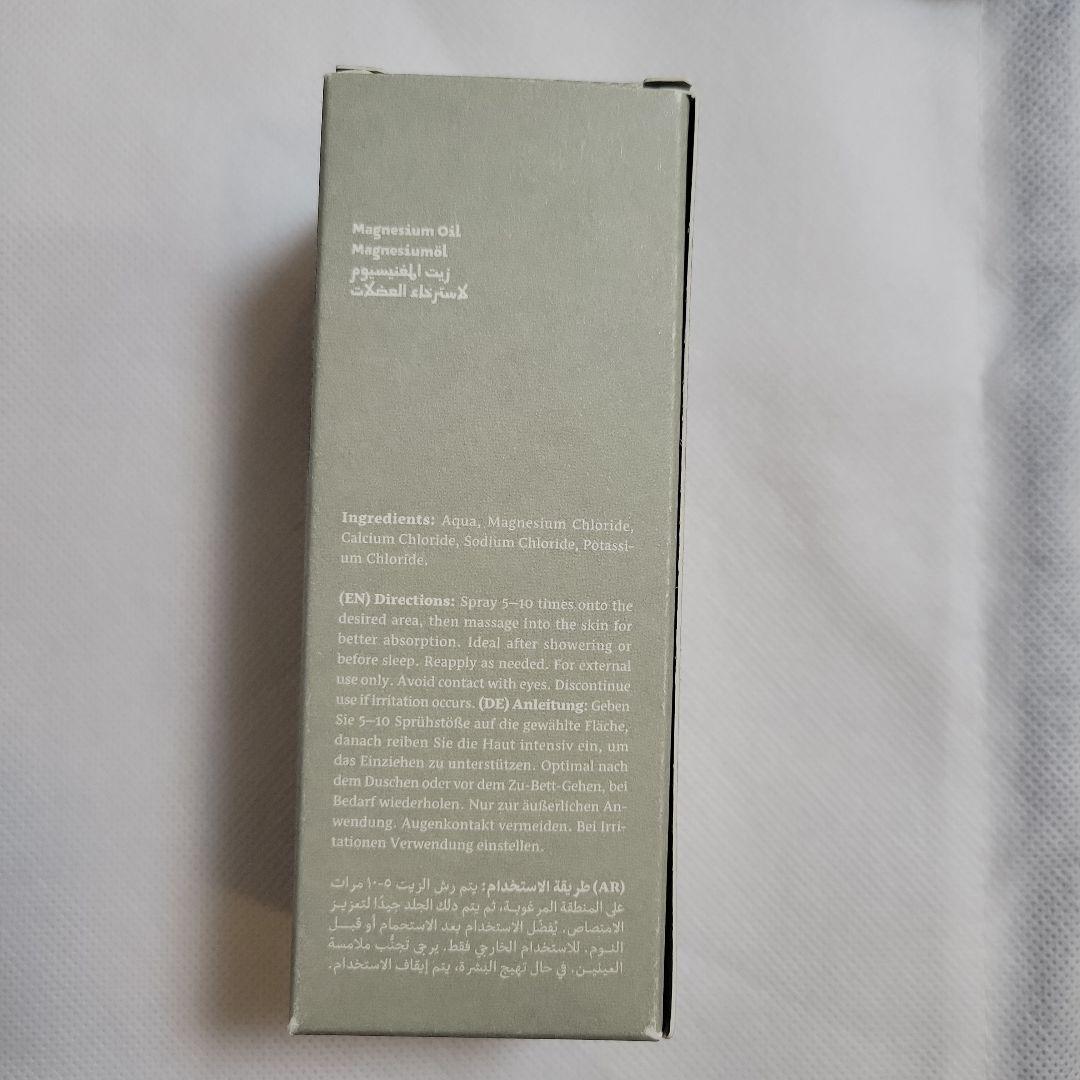 Magnesium Oil
Magnesiumöl
زيت المغنيسيوم
لاسترخاء العضلات
Ingredients: Aqua, Magnesium Chloride,
Calcium Chloride, Sodium Chloride, Potassi-
um Chloride.
(EN) Directions: Spray 5–10 times onto the
desired area, then massage into the skin for
better absorption. Ideal after showering or
before sleep. Reapply as needed. For external
use only. Avoid contact with eyes. Discontinue
use if irritation occurs. (DE) Anleitung: Geben
Sie 5–10 Sprühstöße auf die gewählte Fläche,
danach reiben Sie die Haut intensiv ein, um
das Einziehen zu unterstützen. Optimal nach
dem Duschen oder vor dem Zu-Bett-Gehen, bei
Bedarf wiederholen. Nur zur äußerlichen An-
wendung. Augenkontakt vermeiden. Bei Irri-
tationen Verwendung einstellen.
(AR) طريقة الاستخدام: يتم رش الزيت ٥-١٠ مرات
على المنطقة المرغوبة، ثم يتم دلك الجلد جيدًا لتعزيز
الامتصاص. يُفضّل الاستخدام بعد الاستحمام أو قبل
النوم. للاستخدام الخارجي فقط. يرجى تجنُّب ملامسة
العينين. في حال تهيج البشرة، يتم إيقاف الاستخدام.